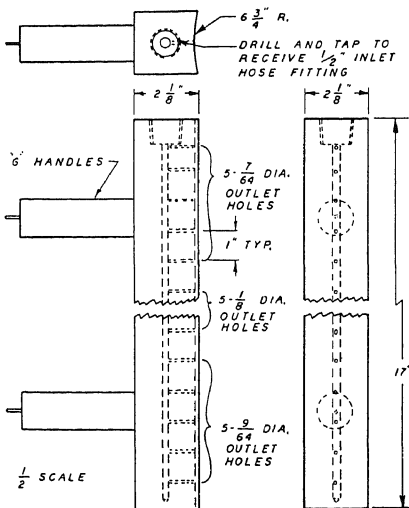 6 3/4" R.
DRILL AND TAP TO
RECEIVE 1/2" INLET
HOSE FITTING
2 1/8"
2 1/8"
"G" HANDLES
5-7/64 DIA.
OUTLET
HOLES
1" TYP.
5-1/8 DIA.
OUTLET
HOLES
17"
5-9/64 DIA.
OUTLET
HOLES
1/2 SCALE